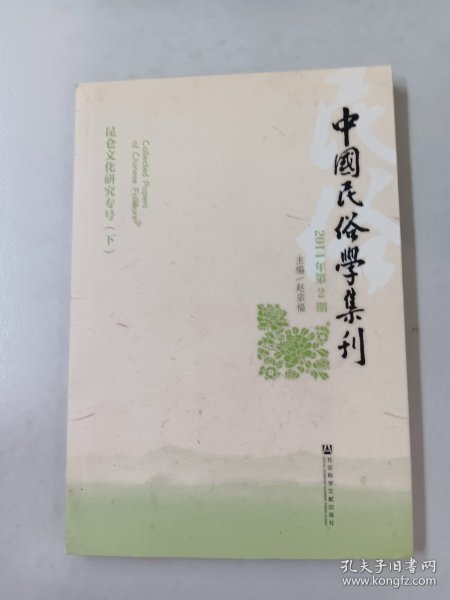 中國民俗學集刊
2014年第2期
主编/赵宗福
民俗
Collected Papers
of Chinese Folklore
昆仑文化研究专号（下）
社会科学文献出版社
孔夫子旧书网
www.kongfz.com